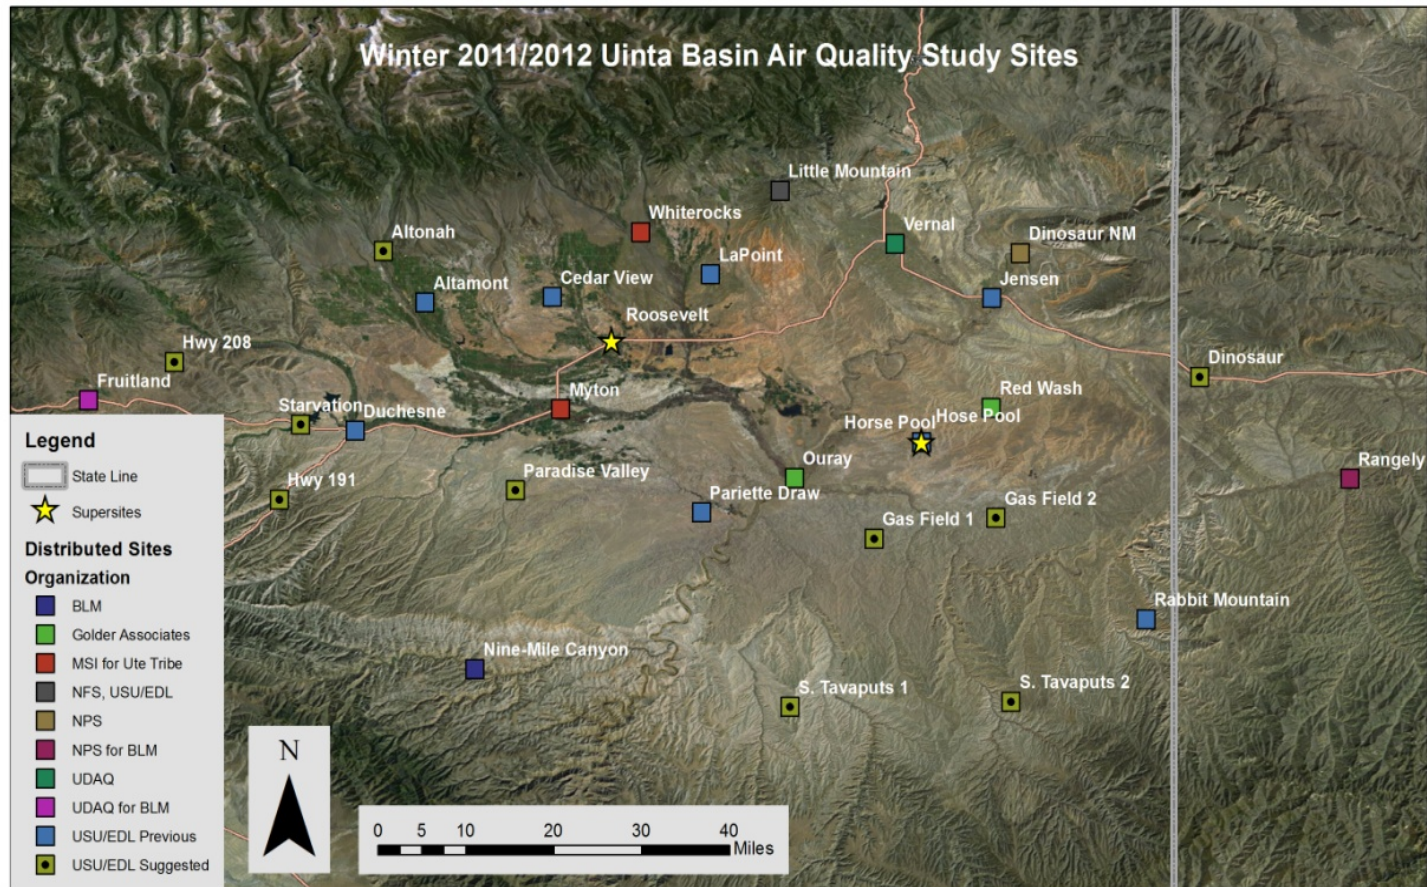 Winter 2011/2012 Uinta Basin Air Quality Study Sites
Little Mountain
Whiterocks
Vernal
Altonah
Dinosaur NM
LaPoint
Cedar View
Jensen
Altamont
Roosevelt
Hwy 208
Dinosaur
Fruitland
Myton
Red Wash
Starvation
Duchesne
Horse Pool
Hose Pool
Ouray
Rangely
Paradise Valley
Hwy 191
Pariette Draw
Gas Field 2
Gas Field 1
Rabbit Mountain
Nine-Mile Canyon
S. Tavaputs 1
S. Tavaputs 2
Legend
State Line
Supersites
Distributed Sites
Organization
BLM
Golder Associates
MSI for Ute Tribe
NFS, USU/EDL
NPS
NPS for BLM
UDAQ
UDAQ for BLM
USU/EDL Previous
USU/EDL Suggested
N
0 5 10 20 30 40
Miles